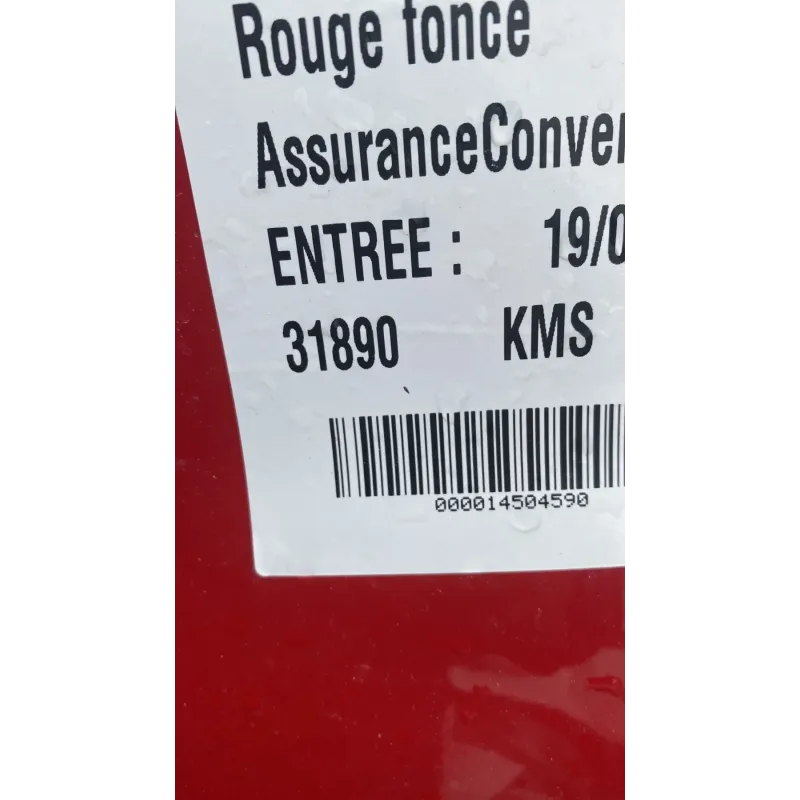 Rouge fonce
AssuranceConver
ENTREE : 19/0
31890 KMS
000014504590